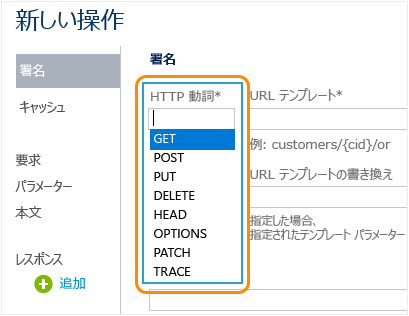 新しい操作
署名
キャッシュ
要求
パラメーター
本文
レスポンス
追加
署名
HTTP 動詞*
GET
POST
PUT
DELETE
HEAD
OPTIONS
PATCH
TRACE
URL テンプレート*
例: customers/{cid}/or
URL テンプレートの書き換え
指定した場合、
指定されたテンプレート パラメーター